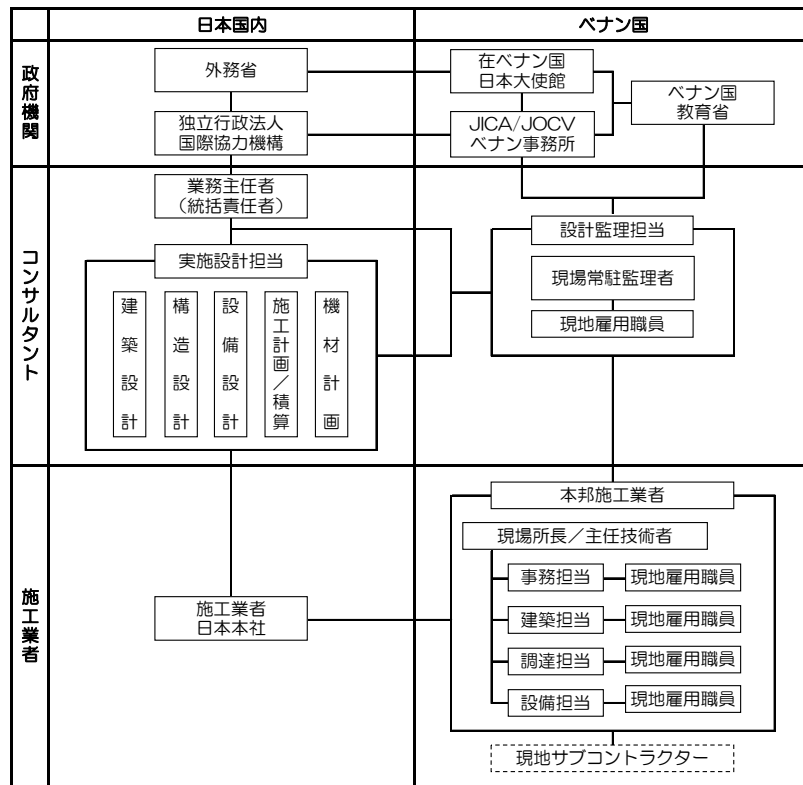 日本国内
ベナン国
政府機関
外務省
在ベナン国
日本大使館
ベナン国
教育省
独立行政法人
国際協力機構
JICA/JOCV
ベナン事務所
コンサルタント
業務主任者
（統括責任者）
設計監理担当
実施設計担当
現場常駐監理者
現地雇用職員
建築設計
構造設計
設備設計
施工計画／積算
機材計画
施工業者
本邦施工業者
現場所長／主任技術者
事務担当
現地雇用職員
施工業者
日本本社
建築担当
現地雇用職員
調達担当
現地雇用職員
設備担当
現地雇用職員
現地サブコントラクター